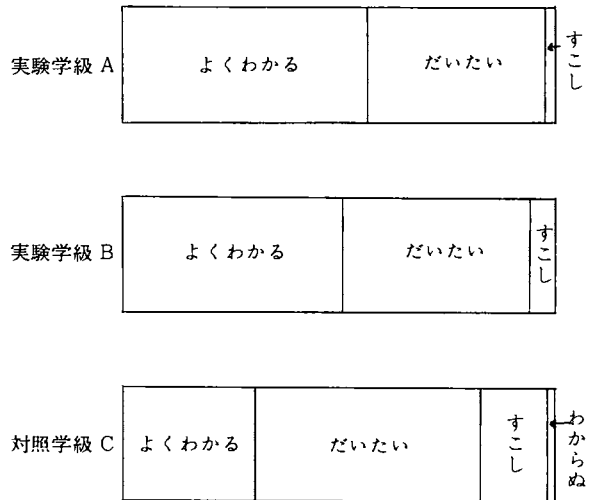 実験学級 A
よくわかる
だいたい
すこし
実験学級 B
よくわかる
だいたい
すこし
対照学級 C
よくわかる
だいたい
すこし
わからぬ